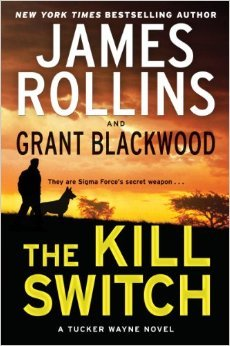 NEW YORK TIMES BESTSELLING AUTHOR
JAMES
ROLLINS
AND
GRANT BLACKWOOD
They are Sigma Force's secret weapon . . .
THE KILL
SWITCH
A TUCKER WAYNE NOVEL